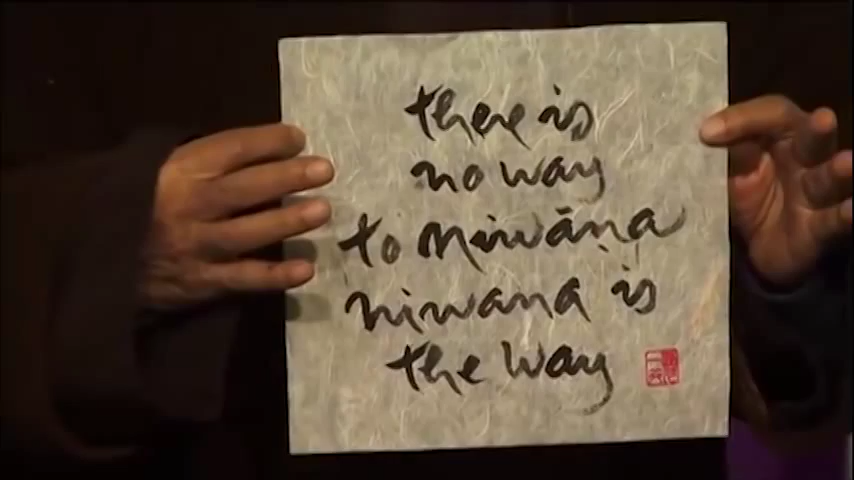 there is
no way
to nirvāṇa
nirvana is
the way